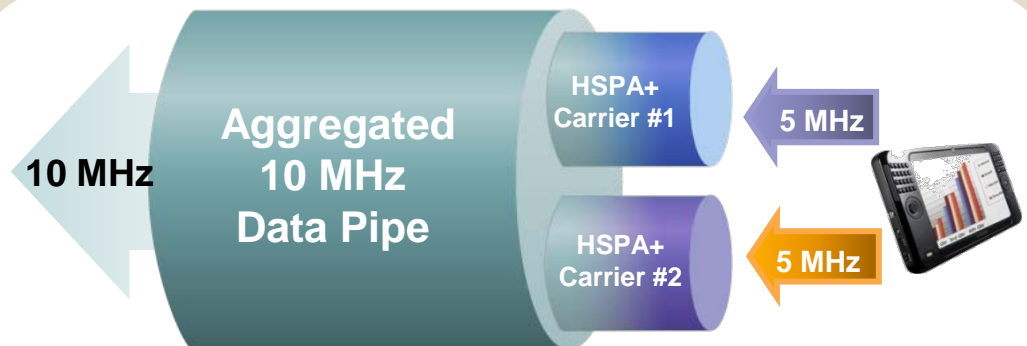 10 MHz
Aggregated
10 MHz
Data Pipe
HSPA+
Carrier #1
5 MHz
HSPA+
Carrier #2
5 MHz